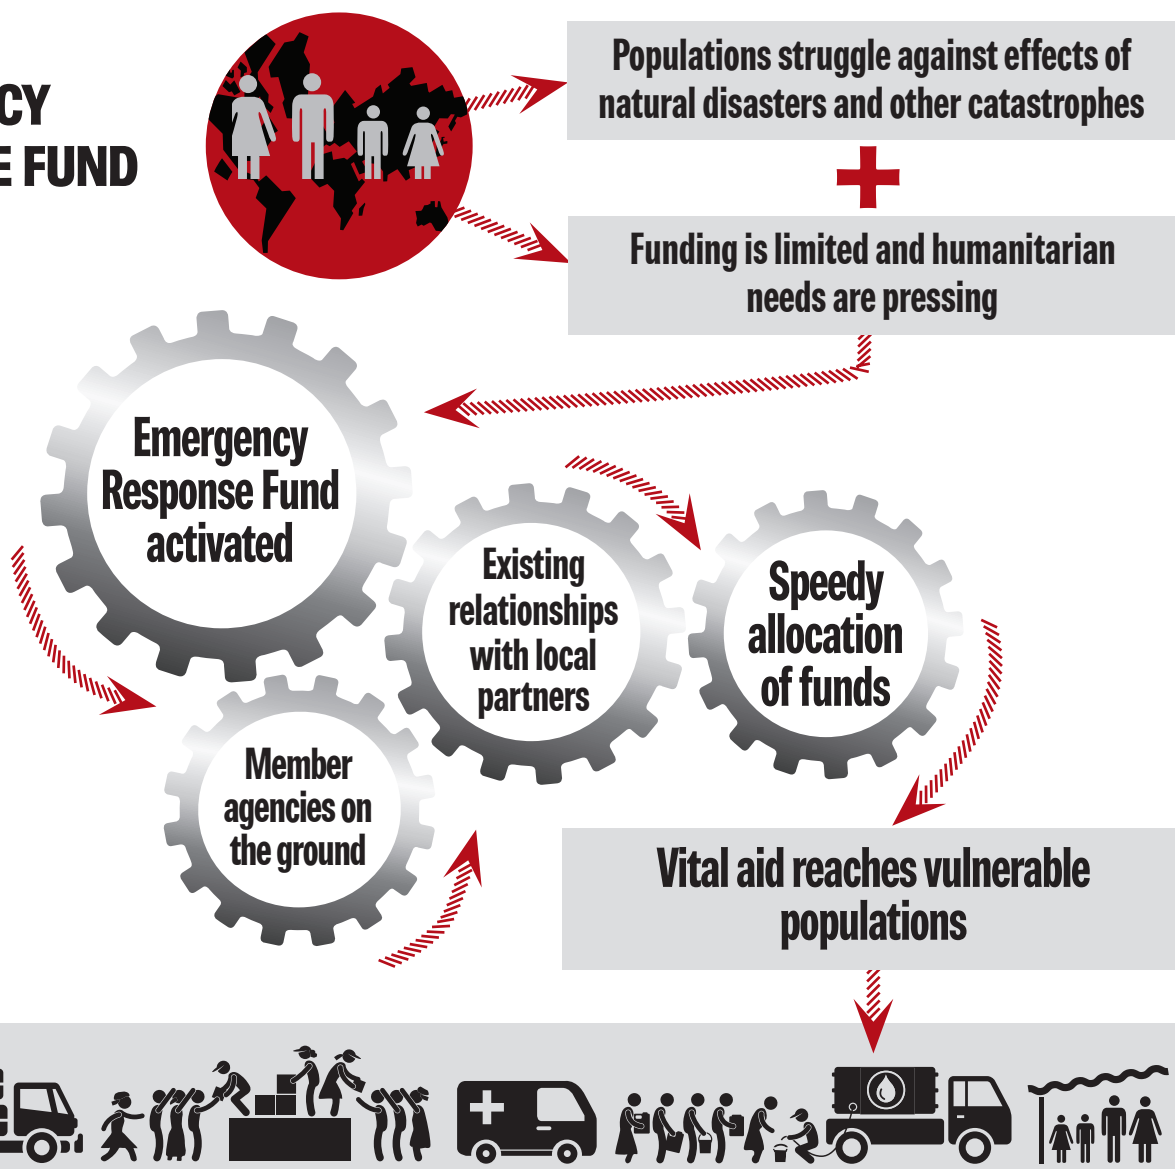 CY
E FUND
Populations struggle against effects of
natural disasters and other catastrophes
Funding is limited and humanitarian
needs are pressing
Emergency
Response Fund
activated
Existing
relationships
with local
partners
Speedy
allocation
of funds
Member
agencies on
the ground
Vital aid reaches vulnerable
populations